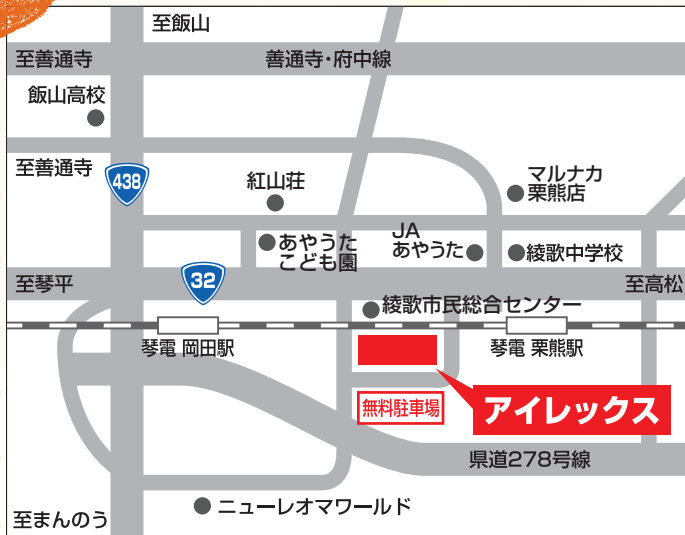 至飯山
至善通寺
善通寺・府中線
飯山高校
至善通寺
438
紅山荘
マルナカ
栗熊店
あやうた
こども園
JA
あやうた
綾歌中学校
至琴平
32
至高松
綾歌市民総合センター
琴電 岡田駅
琴電 栗熊駅
無料駐車場
アイレックス
県道278号線
ニューレオマワールド
至まんのう